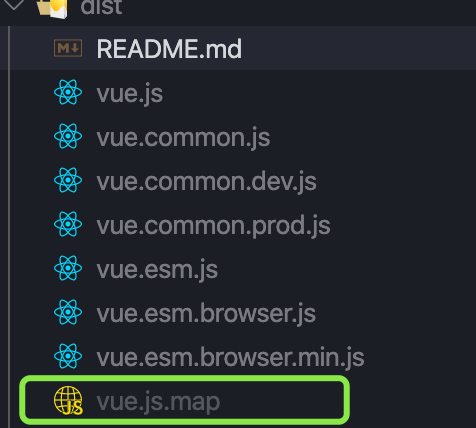 dist
README.md
vue.js
vue.common.js
vue.common.dev.js
vue.common.prod.js
vue.esm.js
vue.esm.browser.js
vue.esm.browser.min.js
JS vue.js.map